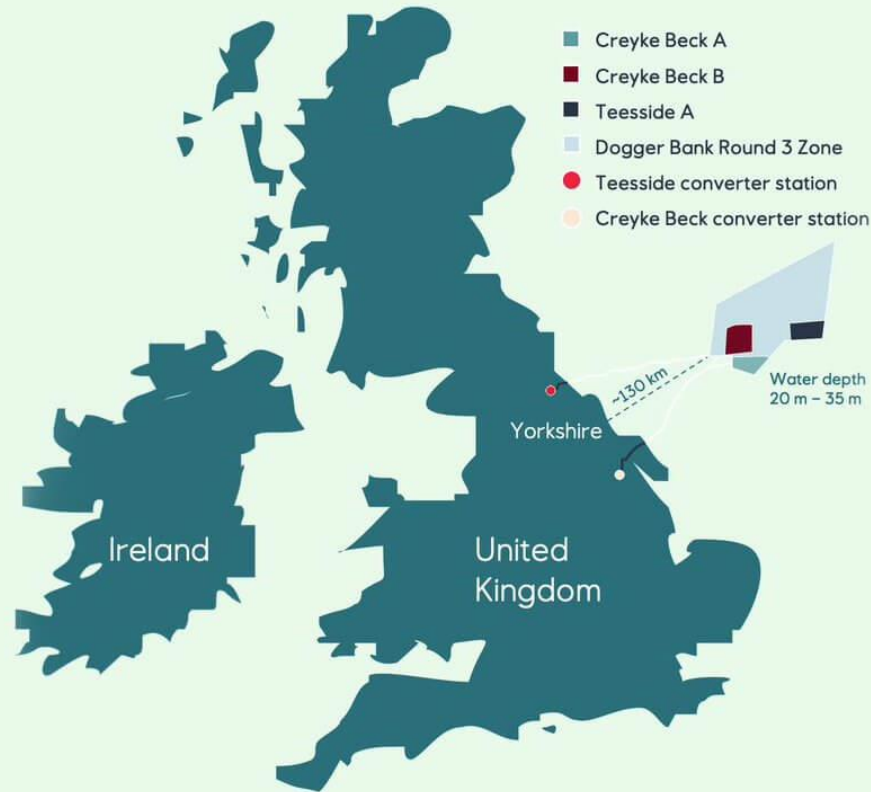 Creyke Beck A
Creyke Beck B
Teesside A
Dogger Bank Round 3 Zone
Teesside converter station
Creyke Beck converter station
~130 km
Water depth
20 m – 35 m
Yorkshire
Ireland
United
Kingdom